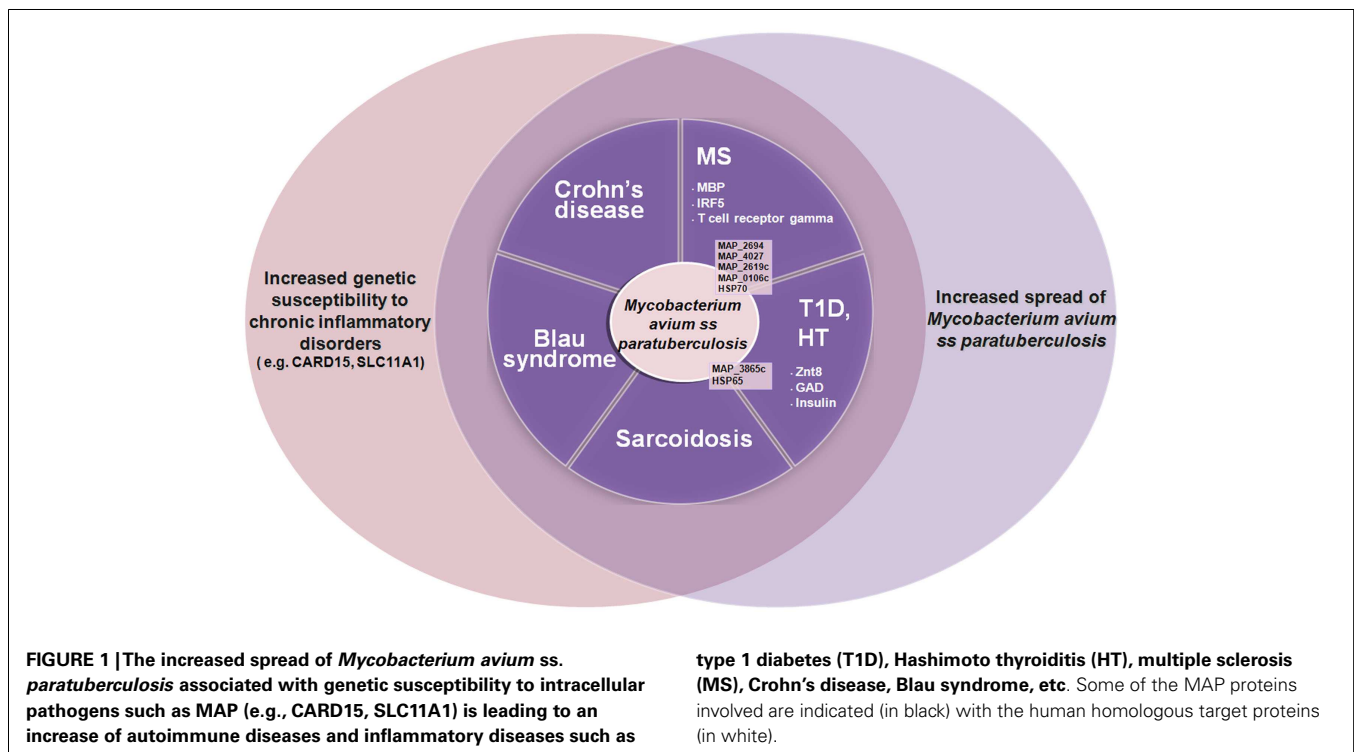 Increased genetic
susceptibility to
chronic inflammatory
disorders
( e.g. CARD15, SLC11A1)
Crohn's
disease
MS
· MBP
· IRF5
· T cell receptor gamma
MAP_2694
MAP_4027
MAP_2619c
MAP_0106c
HSP70
Mycobacterium
avium ss
paratuberculosis
Blau
syndrome
T1D,
HT
· Znt8
· GAD
· Insulin
MAP_3865c
HSP65
Sarcoidosis
Increased spread of
Mycobacterium avium
ss paratuberculosis
FIGURE 1 | The increased spread of Mycobacterium avium ss.
paratuberculosis associated with genetic susceptibility to intracellular
pathogens such as MAP (e.g., CARD15, SLC11A1) is leading to an
increase of autoimmune diseases and inflammatory diseases such as
type 1 diabetes (T1D), Hashimoto thyroiditis (HT), multiple sclerosis
(MS), Crohn's disease, Blau syndrome, etc. Some of the MAP proteins
involved are indicated (in black) with the human homologous target proteins
(in white).